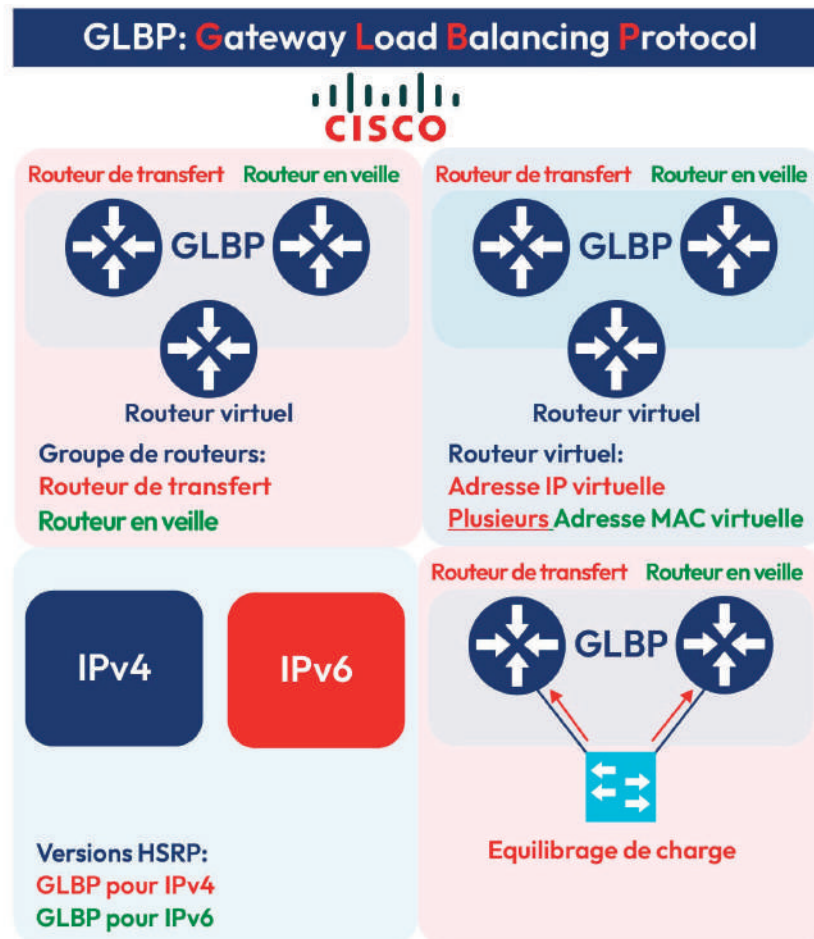 GLBP: Gateway Load Balancing Protocol
CISCO
Routeur de transfert Routeur en veille
GLBP
Routeur virtuel
Groupe de routeurs:
Routeur de transfert
Routeur en veille
Routeur de transfert Routeur en veille
GLBP
Routeur virtuel
Routeur virtuel:
Adresse IP virtuelle
Plusieurs Adresse MAC virtuelle
IPv4 IPv6
Versions HSRP:
GLBP pour IPv4
GLBP pour IPv6
Routeur de transfert Routeur en veille
GLBP
Equilibrage de charge